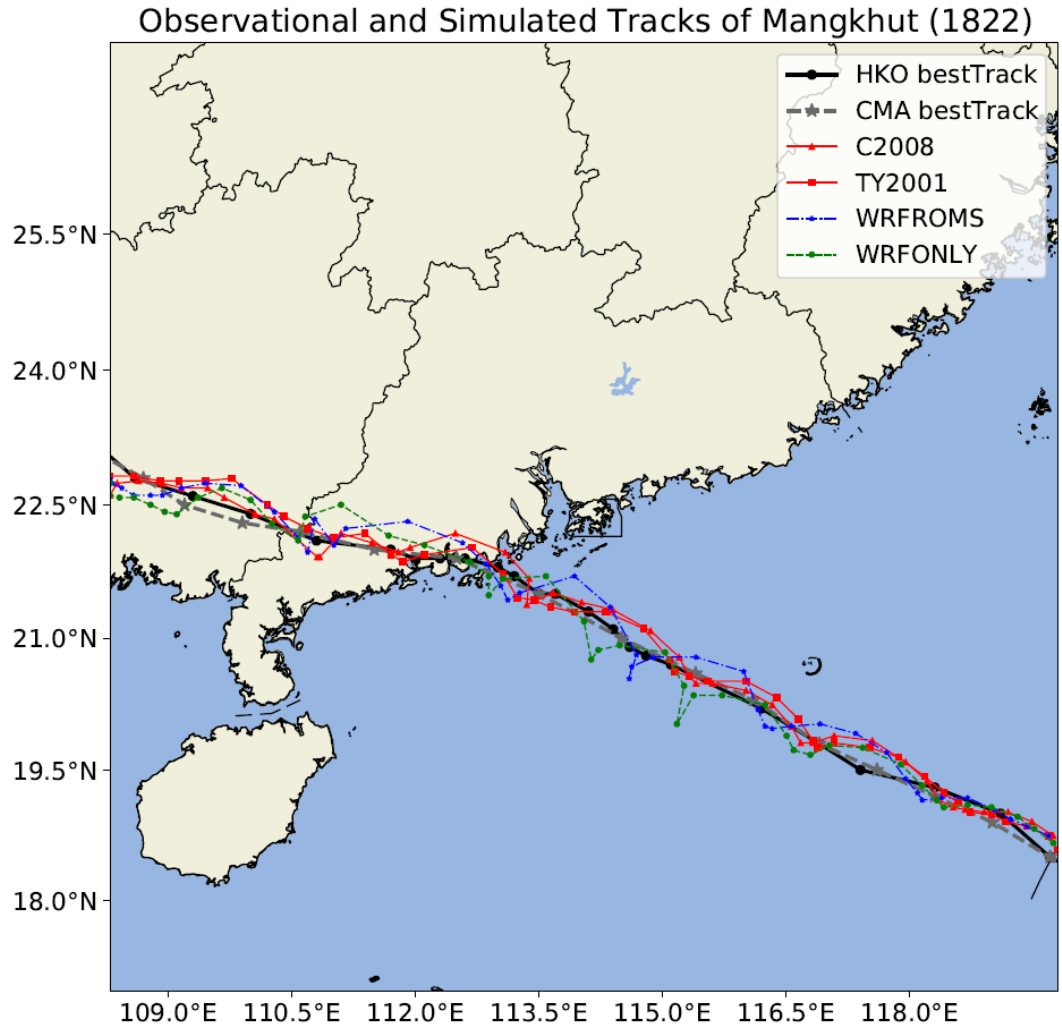 Observational and Simulated Tracks of Mangkhut (1822)
HKO bestTrack
CMA bestTrack
C2008
TY2001
WRFROMS
WRFONLY
25.5°N
24.0°N
22.5°N
21.0°N
19.5°N
18.0°N
109.0°E 110.5°E 112.0°E 113.5°E 115.0°E 116.5°E 118.0°E